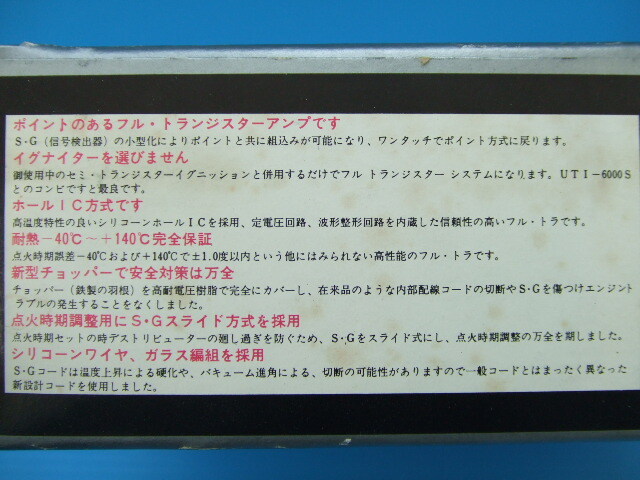 ポイントのあるフル・トランジスターアンプです
S・G（信号検出器）の小型化によりポイントと共に組込みが可能になり、ワンタッチでポイント方式に戻ります。
イグナイターを選びません
御使用中のセミ・トランジスターイグニッションと併用するだけでフル トランジスター システムになります。UTI－6000S
とのコンビですと最良です。
ホールIC方式です
高温度特性の良いシリコーンホールICを採用、定電圧回路、波形整形回路を内蔵した信頼性の高いフル・トラです。
耐熱－40℃～＋140℃完全保証
点火時期誤差－40℃および＋140℃で±1.0度以内という他にはみられない高性能のフル・トラです。
新型チョッパーで安全対策は万全
チョッパー（鉄製の羽根）を高耐電圧樹脂で完全にカバーし、在来品のような内部配線コードの切断やS・Gを傷つけエンジント
ラブルの発生することをなくしました。
点火時期調整用にS・Gスライド方式を採用
点火時期セットの時デストリビューターの廻し過ぎを防ぐため、S・Gをスライド式にし、点火時期調整の万全を期しました。
シリコーンワイヤ、ガラス編組を採用
S・Gコードは温度上昇による硬化や、バキューム進角による、切断の可能性がありますので一般コードとはまったく異なった
新設計コードを使用しました。